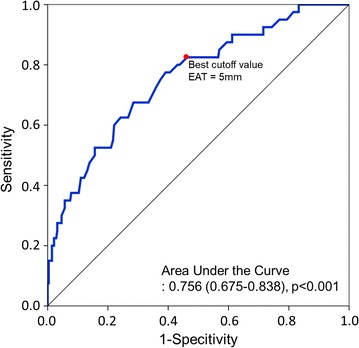 1.0
0.8
0.6
0.4
0.2
0.0
Sensitivity
Best cutoff value
EAT = 5mm
Area Under the Curve
: 0.756 (0.675-0.838), p<0.001
0.0 0.2 0.4 0.6 0.8 1.0
1-Specitivity